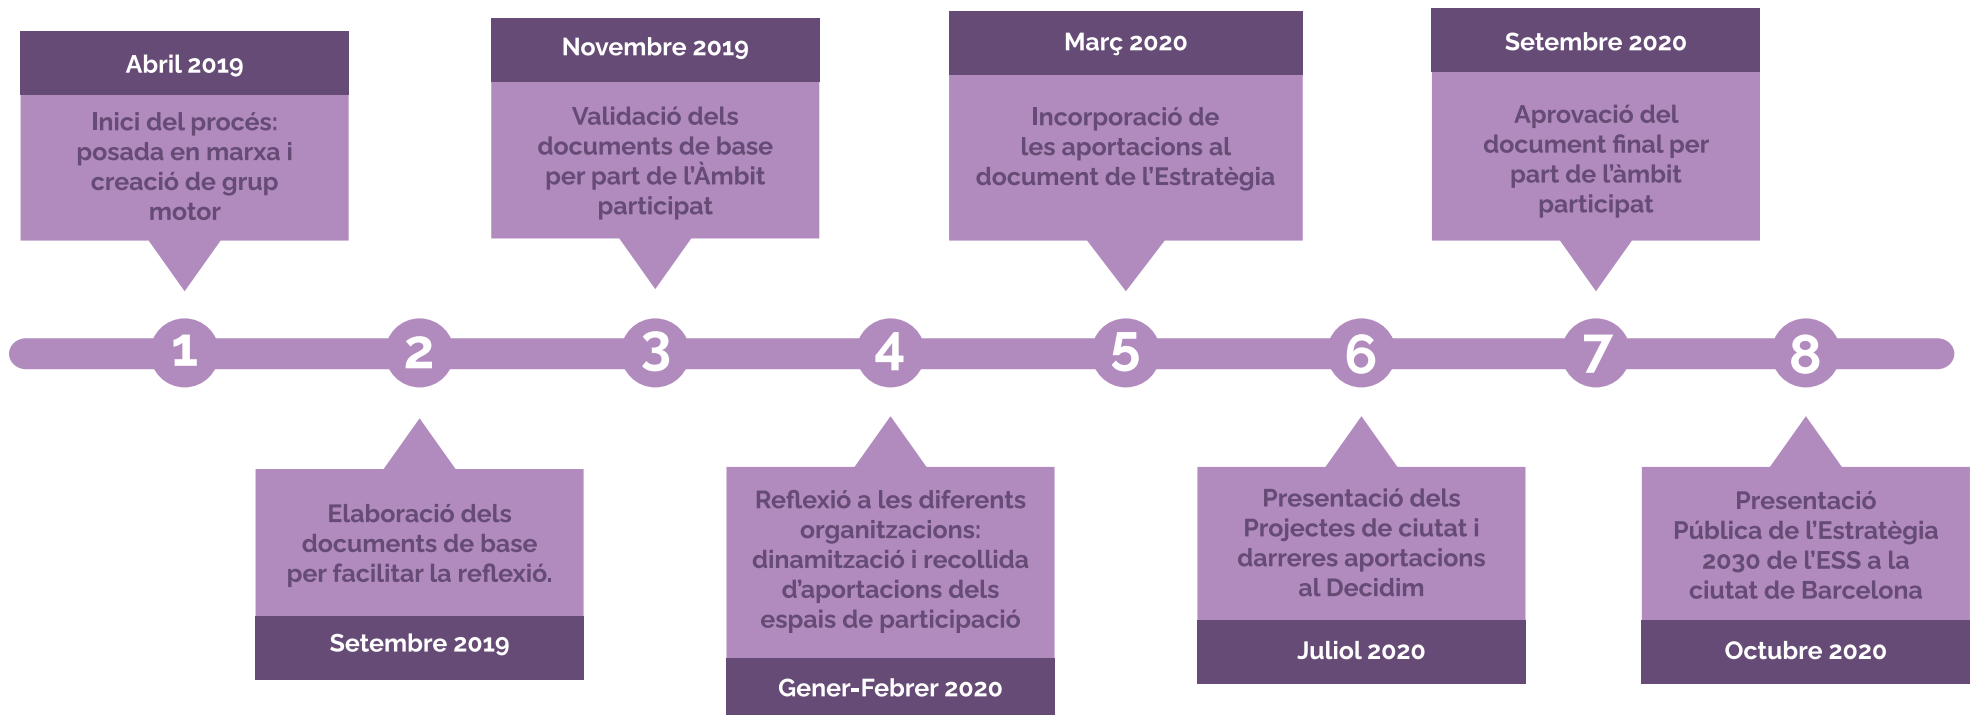 Abril 2019
Inici del procés:
posada en marxa i
creació de grup
motor
Novembre 2019
Validació dels
documents de base
per part de l'Àmbit
participat
Març 2020
Incorporació de
les aportacions al
document de l'Estratègia
Setembre 2020
Aprovació del
document final per
part de l'àmbit
participat
1
2
3
4
5
6
7
8
Elaboració dels
documents de base
per facilitar la reflexió.
Setembre 2019
Reflexió a les diferents
organitzacions:
dinamització i recollida
d'aportacions dels
espais de participació
Gener-Febrer 2020
Presentació dels
Projectes de ciutat i
darreres aportacions
al Decidim
Juliol 2020
Presentació
Pública de l'Estratègia
2030 de l'ESS a la
ciutat de Barcelona
Octubre 2020